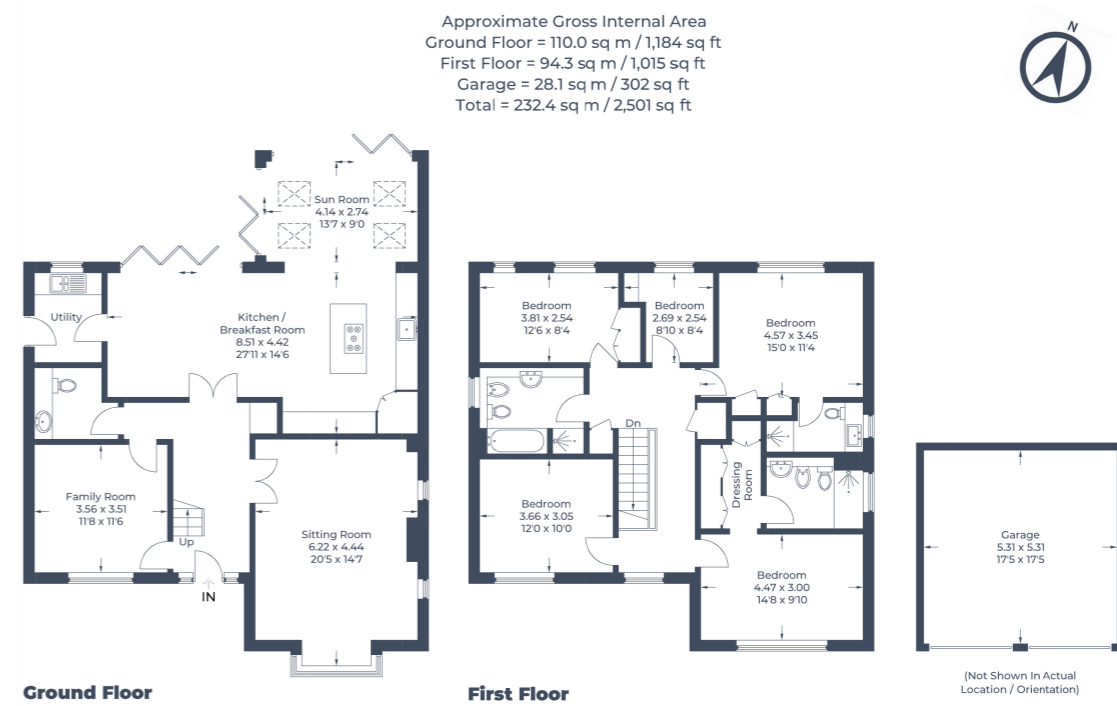 Approximate Gross Internal Area
Ground Floor = 110.0 sq m / 1,184 sq ft
First Floor = 94.3 sq m / 1,015 sq ft
Garage = 28.1 sq m / 302 sq ft
Total = 232.4 sq m / 2,501 sq ft
N
Sun Room
4.14 x 2.74
13'7 x 9'0
Utility
Kitchen /
Breakfast Room
8.51 x 4.42
27'11 x 14'6
Family Room
3.56 x 3.51
11'8 x 11'6
Up
IN
Sitting Room
6.22 x 4.44
20'5 x 14'7
Ground Floor
Bedroom
3.81 x 2.54
12'6 x 8'4
Bedroom
2.69 x 2.54
8'10 x 8'4
Bedroom
4.57 x 3.45
15'0 x 11'4
Dn
Dressing
Room
Bedroom
3.66 x 3.05
12'0 x 10'0
Bedroom
4.47 x 3.00
14'8 x 9'10
First Floor
Garage
5.31 x 5.31
17'5 x 17'5
(Not Shown In Actual
Location / Orientation)